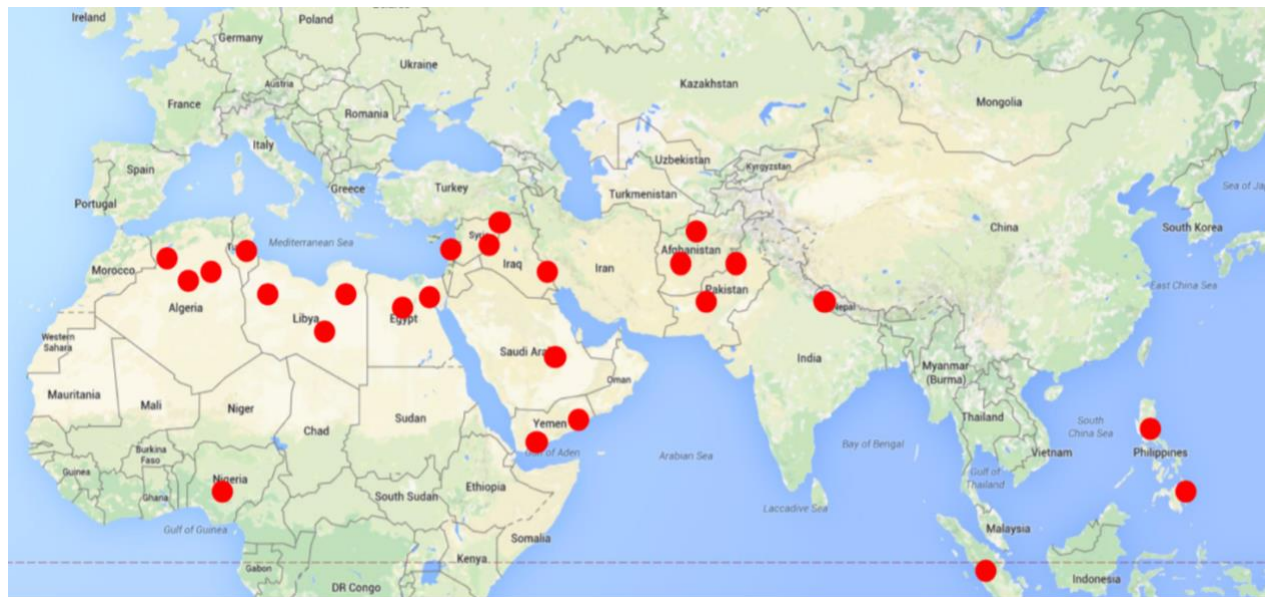 Ireland
Poland
Germany
Ukraine
Kazakhstan
Austria
France
Mongolia
Romania
Italy
Uzbekistan
Kyrgyzstan
Spain
Turkey
Greece
Turkmenistan
Portugal
Sea of Ja
China
South Korea
Mediterranean Sea
Afghanistan
Morocco
Iraq
Iran
Pakistan
East China Sea
Algeria
Libya
Egypt
Western
Sahara
Saudi Ara
India
Myanmar
(Burma)
Oman
Mauritania
Mali
Niger
Sudan
Chad
Yemen
Thailand
South
China Sea
Bay of Bengal
Burkina
Faso
Gulf of Aden
Arabian Sea
Vietnam
Philippines
Guinea
Nigeria
Ghana
South Sudan
Ethiopia
Gulf of
Thailand
Laccadive Sea
Gulf of Guinea
Malaysia
Somalia
Kenya
Gabon
DR Congo
Indonesia